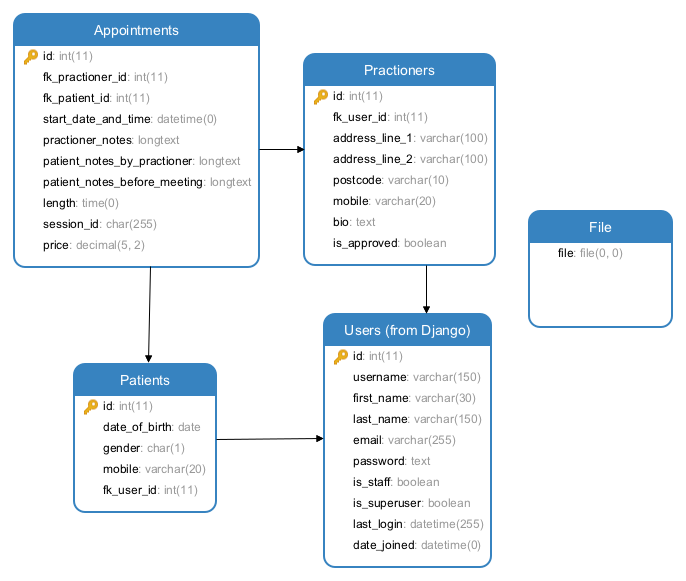 Appointments
id: int(11)
fk_practioner_id: int(11)
fk_patient_id: int(11)
start_date_and_time: datetime(0)
practioner_notes: longtext
patient_notes_by_practioner: longtext
patient_notes_before_meeting: longtext
length: time(0)
session_id: char(255)
price: decimal(5, 2)
Practioners
id: int(11)
fk_user_id: int(11)
address_line_1: varchar(100)
address_line_2: varchar(100)
postcode: varchar(10)
mobile: varchar(20)
bio: text
is_approved: boolean
File
file: file(0, 0)
Patients
id: int(11)
date_of_birth: date
gender: char(1)
mobile: varchar(20)
fk_user_id: int(11)
Users (from Django)
id: int(11)
username: varchar(150)
first_name: varchar(30)
last_name: varchar(150)
email: varchar(255)
password: text
is_staff: boolean
is_superuser: boolean
last_login: datetime(255)
date_joined: datetime(0)